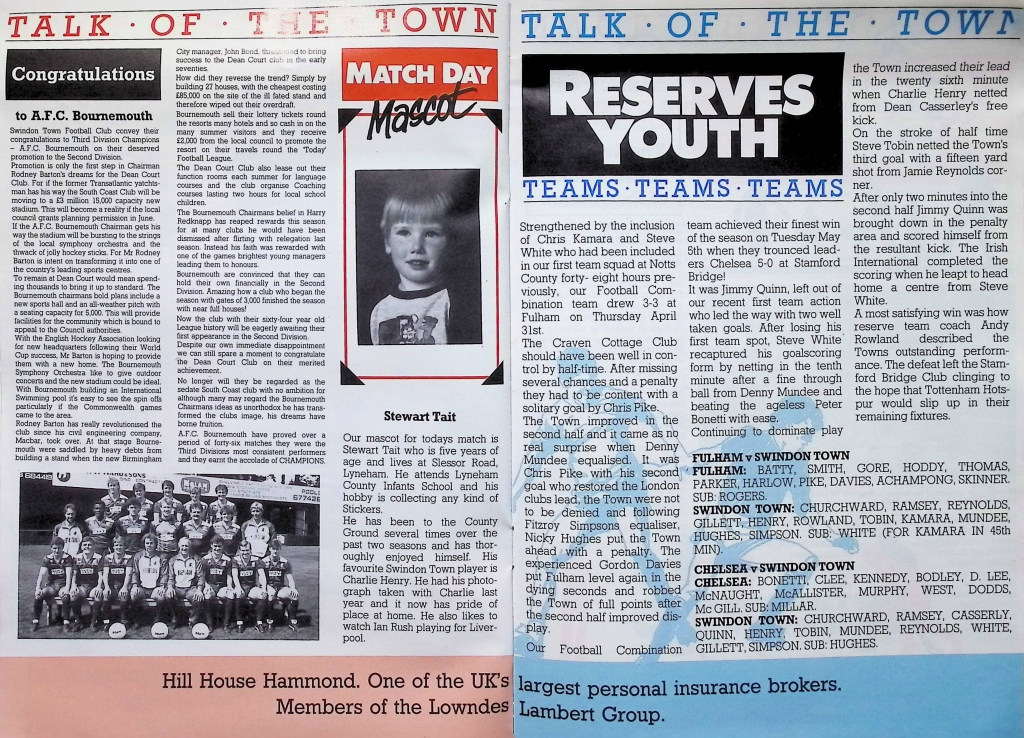 TALK · OF · THE · TOWN
Congratulations
to A.F.C. Bournemouth
Swindon Town Football Club convey their
congratulations to Third Division Champions
– A.F.C. Bournemouth on their deserved
promotion to the Second Division.
Promotion is only the first step in Chairman
Rodney Barton's dreams for the Dean Court
Club. For if the former Transatlantic yachts-
man has his way the South Coast Club will be
moving to a £3 million 15,000 capacity new
stadium. This will become a reality if the local
council grants planning permission in June.
If the A.F.C. Bournemouth Chairman gets his
way the stadium will be bursting to the strings
of the local symphony orchestra and the
thwack of jolly hockey sticks. For Mr Rodney
Barton is intent on transforming it into one of
the country's leading sports centres.
To remain at Dean Court would mean spend-
ing thousands to bring it up to standard. The
Bournemouth chairmans bold plans include a
new sports hall and an all-weather pitch with
a seating capacity for 5,000. This will provide
facilities for the community which is bound to
appeal to the Council authorities.
With the English Hockey Association looking
for new headquarters following their World
Cup success, Mr Barton is hoping to provide
them with a new home. The Bournemouth
Symphony Orchestra like to give outdoor
concerts and the new stadium could be ideal.
With Bournemouth building an International
Swimming pool it's easy to see the spin offs
particularly if the Commonwealth games
came to the area.
Rodney Barton has really revolutionised the
club since his civil engineering company,
Macbar, took over. At that stage Bourne-
mouth were saddled by heavy debts from
building a stand when the new Birmingham
City manager, John Bond, threatened to bring
success to the Dean Court club in the early
seventies.
How did they reverse the trend? Simply by
building 27 houses, with the cheapest costing
£85,000 on the site of the ill fated stand and
therefore wiped out their overdraft.
Bournemouth sell their lottery tickets round
the resorts many hotels and so cash in on the
many summer visitors and they receive
£2,000 from the local council to promote the
resort on their travels round the 'Today'
Football League.
The Dean Court Club also lease out their
function rooms each summer for language
courses and the club organise Coaching
courses lasting two hours for local school
children.
The Bournemouth Chairmans belief in Harry
Redknapp has reaped rewards this season
for at many clubs he would have been
dismissed after flirting with relegation last
season. Instead his faith was rewarded with
one of the games brightest young managers
leading them to honours.
Bournemouth are convinced that they can
hold their own financially in the Second
Division. Amazing how a club who began the
season with gates of 3,000 finished the season
with near full houses!
Now the club with their sixty-four year old
League history will be eagerly awaiting their
first appearance in the Second Division.
Despite our own immediate disappointment
we can still spare a moment to congratulate
the Dean Court Club on their merited
achievement.
No longer will they be regarded as the
sedate South Coast club with no ambition for
although many may regard the Bournemouth
Chairmans ideas as unorthodox he has trans-
formed the clubs image, his dreams have
borne fruition.
A.F.C. Bournemouth have proved over a
period of forty-six matches they were the
Third Divisions most consistent performers
and they earnt the accolade of CHAMPIONS.
MATCH DAY
Mascot
Stewart Tait
Our mascot for todays match is
Stewart Tait who is five years of
age and lives at Slessor Road,
Lyneham. He attends Lyneham
County Infants School and his
hobby is collecting any kind of
Stickers.
He has been to the County
Ground several times over the
past two seasons and has thor-
oughly enjoyed himself. His
favourite Swindon Town player is
Charlie Henry. He had his photo-
graph taken with Charlie last
year and it now has pride of
place at home. He also likes to
watch Ian Rush playing for Liver-
pool.
TALK · OF · THE · TOWN
RESERVES
YOUTH
TEAMS · TEAMS · TEAMS
Strengthened by the inclusion
of Chris Kamara and Steve
White who had been included
in our first team squad at Notts
County forty-eight hours pre-
viously, our Football Com-
bination team drew 3-3 at
Fulham on Thursday April
31st.
The Craven Cottage Club
should have been well in con-
trol by half-time. After missing
several chances and a penalty
they had to be content with a
solitary goal by Chris Pike.
The Town improved in the
second half and it came as no
real surprise when Denny
Mundee equalised. It was
Chris Pike with his second
goal who restored the London
clubs lead, the Town were not
to be denied and following
Fitzroy Simpsons equaliser,
Nicky Hughes put the Town
ahead with a penalty. The
experienced Gordon Davies
put Fulham level again in the
dying seconds and robbed
the Town of full points after
the second half improved dis-
play.
Our Football Combination
team achieved their finest win
of the season on Tuesday May
5th when they trounced lead-
ers Chelsea 5-0 at Stamford
Bridge!
It was Jimmy Quinn, left out of
our recent first team action
who led the way with two well
taken goals. After losing his
first team spot, Steve White
recaptured his goalscoring
form by netting in the tenth
minute after a fine through
ball from Denny Mundee and
beating the ageless Peter
Bonetti with ease.
Continuing to dominate play
the Town increased their lead
in the twenty sixth minute
when Charlie Henry netted
from Dean Casserley's free
kick.
On the stroke of half time
Steve Tobin netted the Town's
third goal with a fifteen yard
shot from Jamie Reynolds cor-
ner.
After only two minutes into the
second half Jimmy Quinn was
brought down in the penalty
area and scored himself from
the resultant kick. The Irish
International completed the
scoring when he leapt to head
home a centre from Steve
White.
A most satisfying win was how
reserve team coach Andy
Rowland described the
Towns outstanding perform-
ance. The defeat left the Stam-
ford Bridge Club clinging to
the hope that Tottenham Hots-
pur would slip up in their
remaining fixtures.
FULHAM v SWINDON TOWN
FULHAM: BATTY, SMITH, GORE, HODDY, THOMAS,
PARKER, HARLOW, PIKE, DAVIES, ACHAMPONG, SKINNER.
SUB: ROGERS.
SWINDON TOWN: CHURCHWARD, RAMSEY, REYNOLDS,
GILLETT, HENRY, ROWLAND, TOBIN, KAMARA, MUNDEE,
HUGHES, SIMPSON. SUB: WHITE (FOR KAMARA IN 45th
MIN).
CHELSEA v SWINDON TOWN
CHELSEA: BONETTI, CLEE, KENNEDY, BODLEY, D. LEE,
McNAUGHT, McALLISTER, MURPHY, WEST, DODDS,
Mc GILL. SUB: MILLAR.
SWINDON TOWN: CHURCHWARD, RAMSEY, CASSERLY,
QUINN, HENRY, TOBIN, MUNDEE, REYNOLDS, WHITE,
GILLETT, SIMPSON. SUB: HUGHES.
Hill House Hammond. One of the UK's largest personal insurance brokers.
Members of the Lowndes Lambert Group.